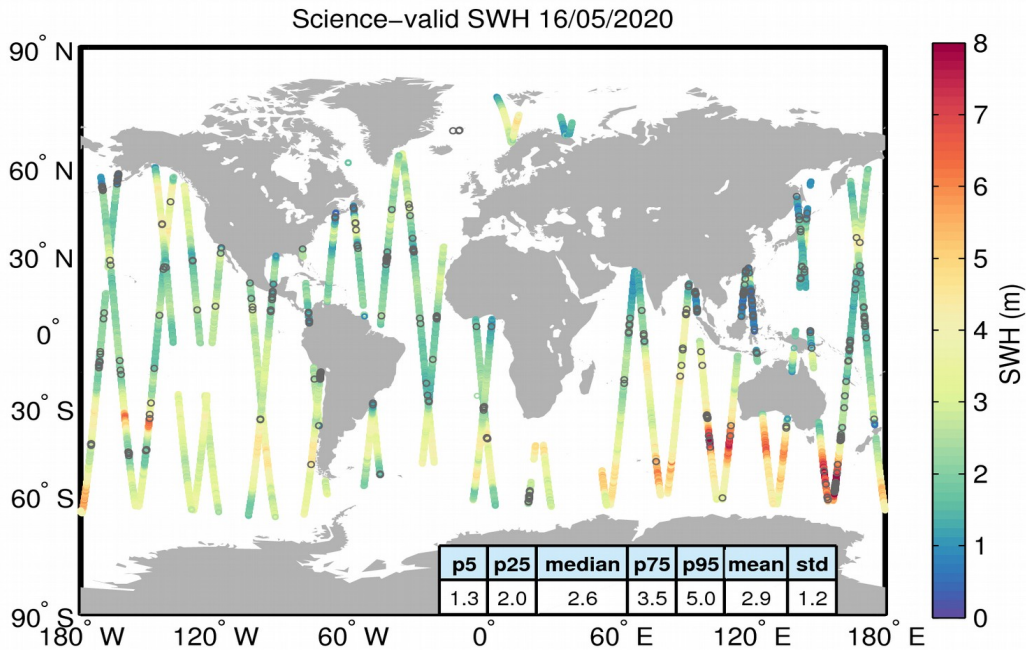 Science−valid SWH 16/05/2020
90° N
60° N
30° N
0°
30° S
60° S
90° S
180° W
120° W
60° W
0°
60° E
120° E
180° E
p5 p25 median p75 p95 mean std
1.3 2.0 2.6 3.5 5.0 2.9 1.2
8
7
6
5
4
3
2
1
0
SWH (m)